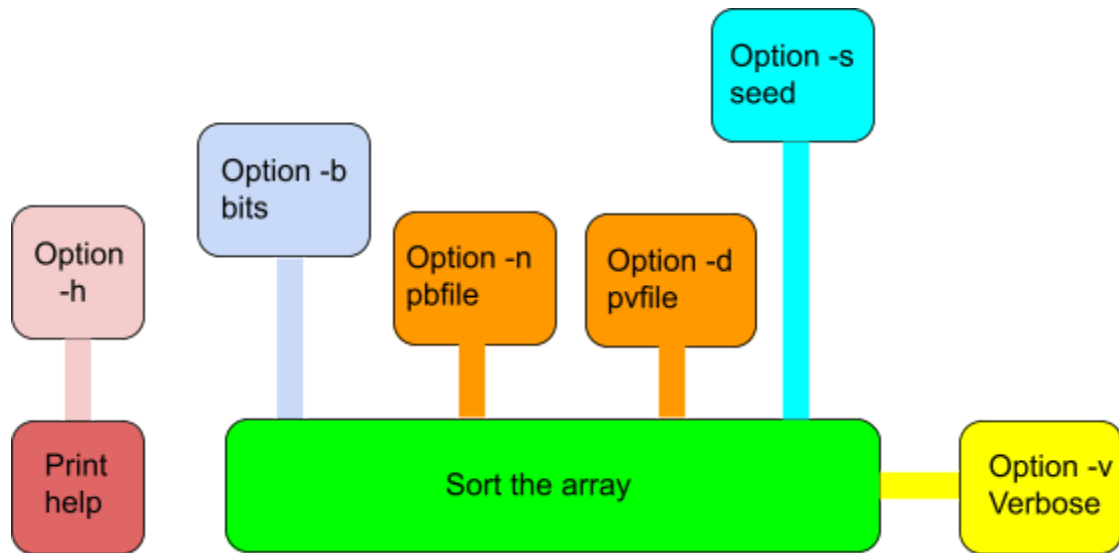 Option -s
seed
Option -b
bits
Option
-h
Option -n
pbfile
Option -d
pvfile
Print
help
Sort the array
Option -v
Verbose